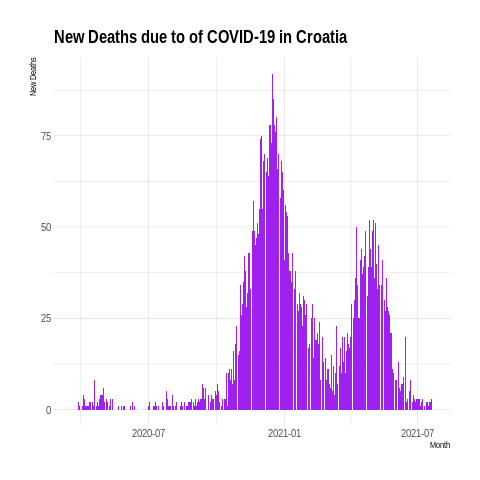 New Deaths due to of COVID-19 in Croatia
New Deaths
75
50
25
0
2020-07
2021-01
2021-07
Month